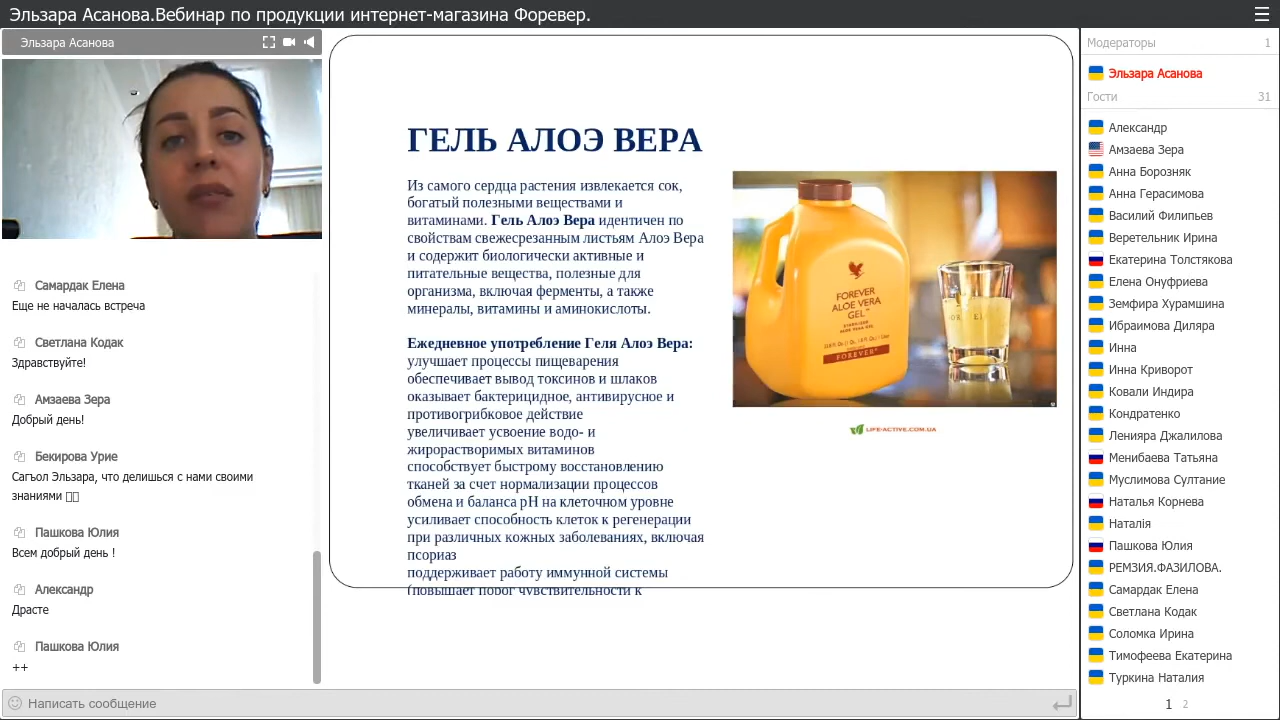 Эльзара Асанова.Вебинар по продукции интернет-магазина Форевер.
Эльзара Асанова
Самардак Елена
Еще не началась встреча
Светлана Кодак
Здравствуйте!
Амзаева Зера
Добрый день!
Бекирова Урие
Сагъол Эльзара, что делишься с нами своими
знаниями
Пашкова Юлия
Всем добрый день !
Александр
Драсте
Пашкова Юлия
++
Написать сообщение
ГЕЛЬ АЛОЭ ВЕРА
Из самого сердца растения извлекается сок,
богатый полезными веществами и
витаминами. Гель Алоэ Вера идентичен по
свойствам свежесрезанным листьям Алоэ Вера
и содержит биологически активные и
питательные вещества, полезные для
организма, включая ферменты, а также
минералы, витамины и аминокислоты.
Ежедневное употребление Геля Алоэ Вера:
улучшает процессы пищеварения
обеспечивает вывод токсинов и шлаков
оказывает бактерицидное, антивирусное и
противогрибковое действие
увеличивает усвоение водо- и
жирорастворимых витаминов
способствует быстрому восстановлению
тканей за счет нормализации процессов
обмена и баланса pH на клеточном уровне
усиливает способность клеток к регенерации
при различных кожных заболеваниях, включая
псориаз
поддерживает работу иммунной системы
(повышает порог чувствительности к
FOREVER
ALOE VERA
GEL
FOREVER
LIFE-ACTIVE.COM.UA
Модераторы 1
Эльзара Асанова
Гости 31
Александр
Амзаева Зера
Анна Борозняк
Анна Герасимова
Василий Филипьев
Веретельник Ирина
Екатерина Толстякова
Елена Онуфриева
Земфира Хурамшина
Ибраимова Диляра
Инна
Инна Криворот
Ковали Индира
Кондратенко
Ленияра Джалилова
Менибаева Татьяна
Муслимова Султание
Наталья Корнева
Наталія
Пашкова Юлия
РЕМЗИЯ.ФАЗИЛОВА.
Самардак Елена
Светлана Кодак
Соломка Ирина
Тимофеева Екатерина
Туркина Наталия
1 2